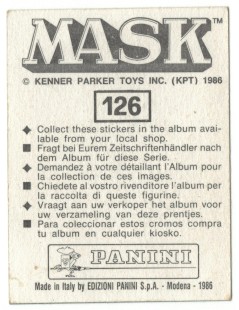 MASK™
© KENNER PARKER TOYS INC. (KPT) 1986
126
◆ Collect these stickers in the album avai-
lable from your local shop.
■ Fragt bei Eurem Zeitschriftenhändler nach
dem Album für diese Serie.
◆ Demandez à votre détaillant l'Album pour
la collection de ces images.
■ Chiedete al vostro rivenditore l'album per
la raccolta di queste figurine.
◆ Vraagt aan uw verkoper het album voor
uw verzameling van deze prentjes.
■ Para coleccionar estos cromos compra
tu album en cualquier kiosko.
PANINI
Made in Italy by EDIZIONI PANINI S.p.A. - Modena - 1986